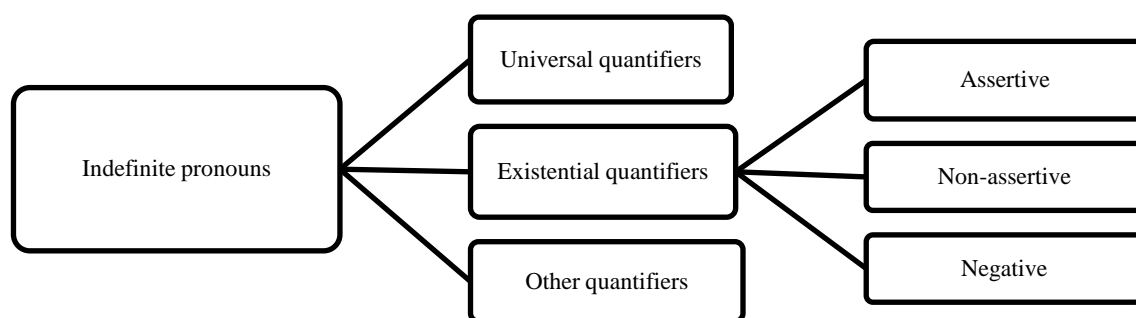 Indefinite pronouns
Universal quantifiers
Existential quantifiers
Other quantifiers
Assertive
Non-assertive
Negative